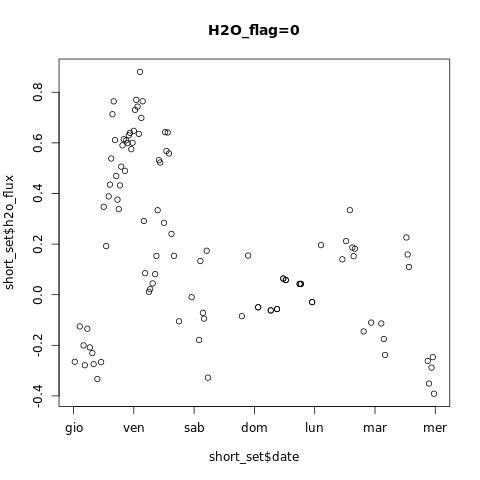 H2O_flag=0
short_set$h2o_flux
0.8
0.6
0.4
0.2
0.0
-0.2
-0.4
gio ven sab dom lun mar mer
short_set$date